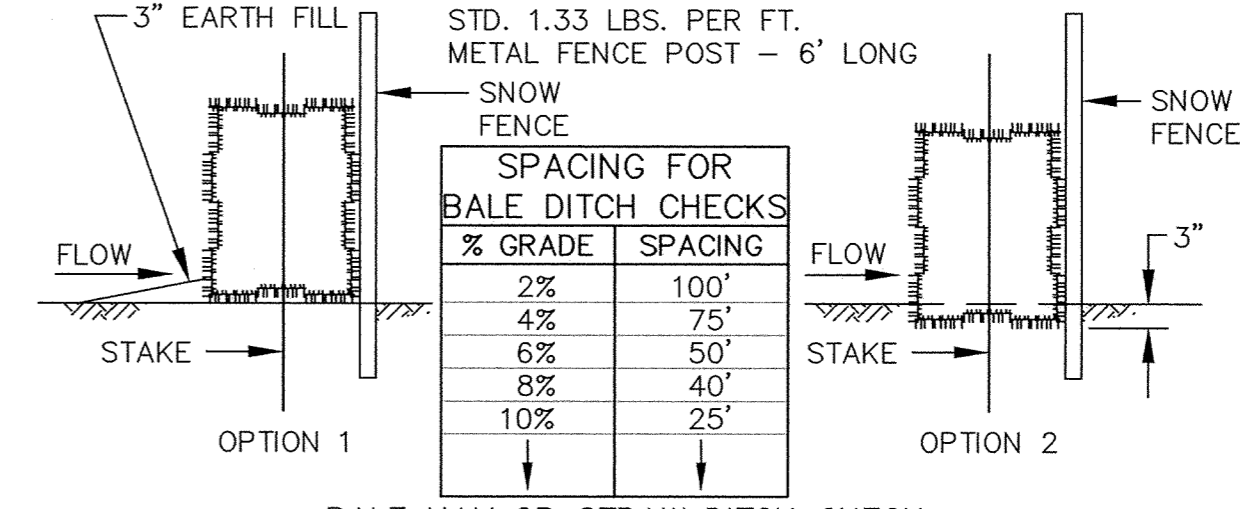 3" EARTH FILL
STD. 1.33 LBS. PER FT.
METAL FENCE POST – 6' LONG
SNOW
FENCE
FLOW
STAKE
OPTION 1
SPACING FOR
BALE DITCH CHECKS
% GRADE SPACING
2% 100'
4% 75'
6% 50'
8% 40'
10% 25'
SNOW
FENCE
FLOW
3"
STAKE
OPTION 2